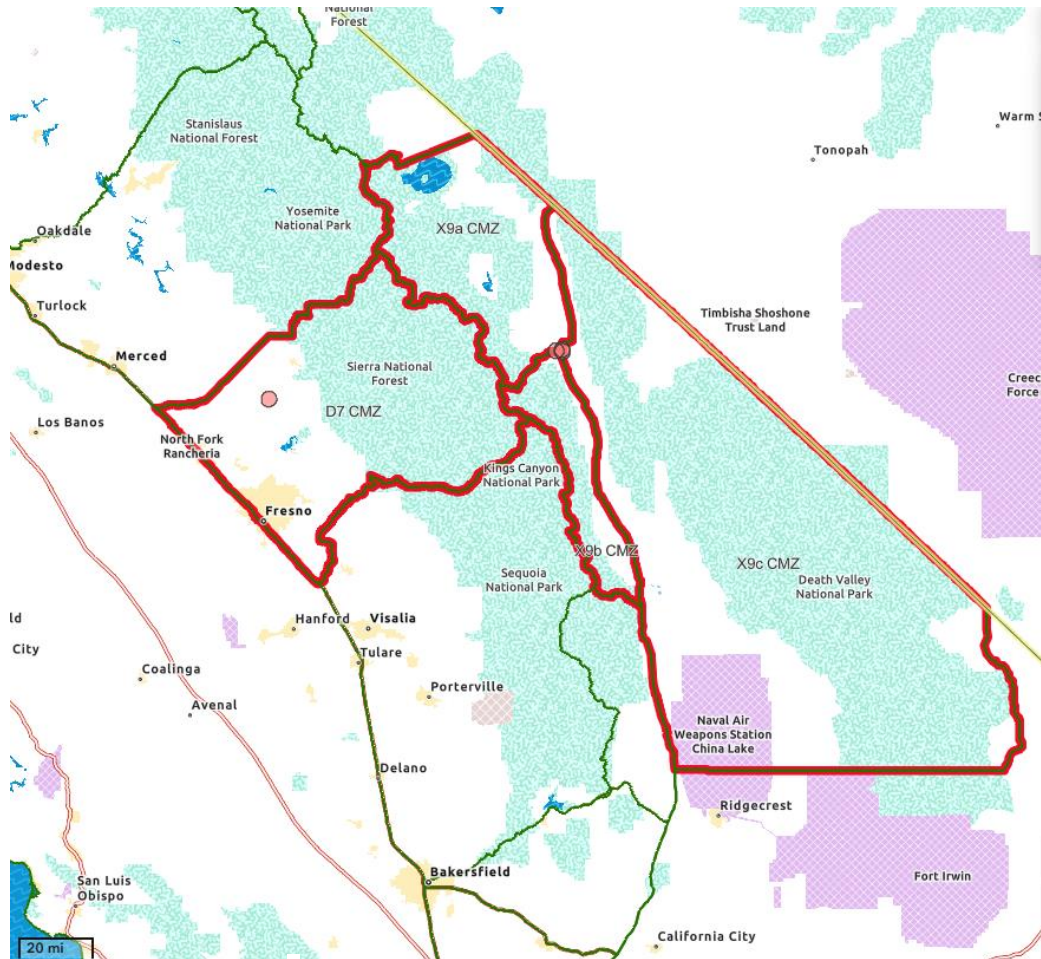 National
Forest
Warm S
Tonopah
Stanislaus
National Forest
Yosemite
National Park
X9a CMZ
Oakdale
Modesto
Turlock
Timbisha Shoshone
Trust Land
Merced
Sierra National
Forest
Creec
Force
D7 CMZ
Los Banos
North Fork
Rancheria
Kings Canyon
National Park
Fresno
X9b CMZ
X9c CMZ
Sequoia
National Park
Death Valley
National Park
ld
City
Hanford
Visalia
Tulare
Coalinga
Porterville
Avenal
Naval Air
Weapons Station
China Lake
Delano
Ridgecrest
Bakersfield
San Luis
Obispo
Fort Irwin
California City
20 mi